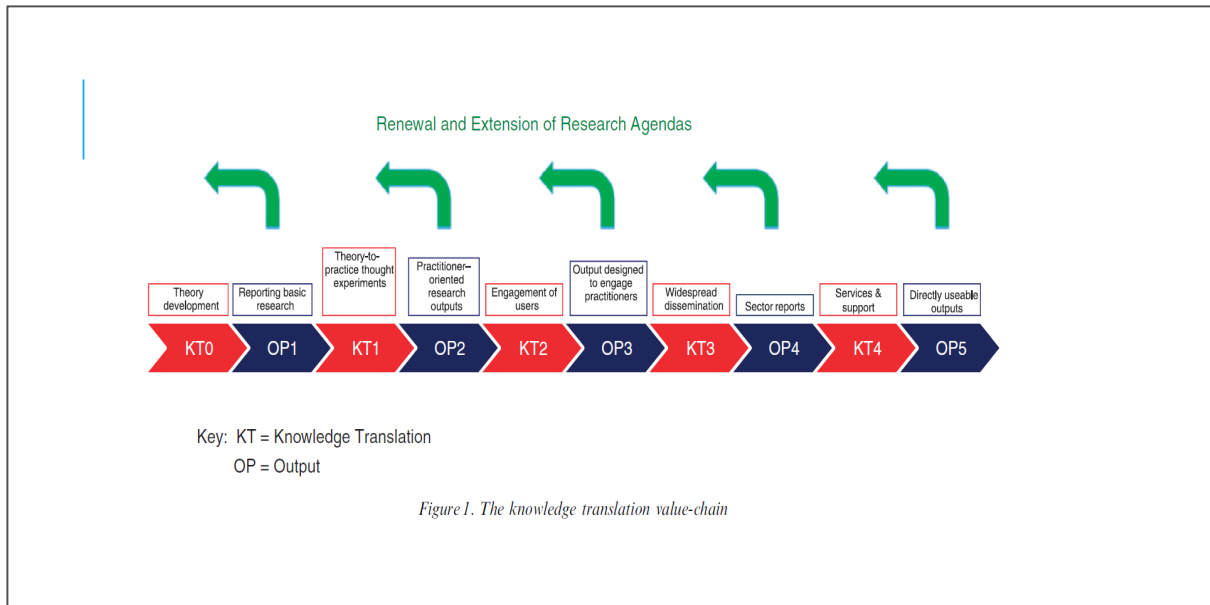 Renewal and Extension of Research Agendas
Theory
development
Reporting basic
research
Theory-to-
practice thought
experiments
Practitioner–
oriented
research
outputs
Engagement of
users
Output designed
to engage
practitioners
Widespread
dissemination
Sector reports
Services &
support
Directly useable
outputs
KT0
OP1
KT1
OP2
KT2
OP3
KT3
OP4
KT4
OP5
Key: KT = Knowledge Translation
OP = Output
Figure 1. The knowledge translation value-chain